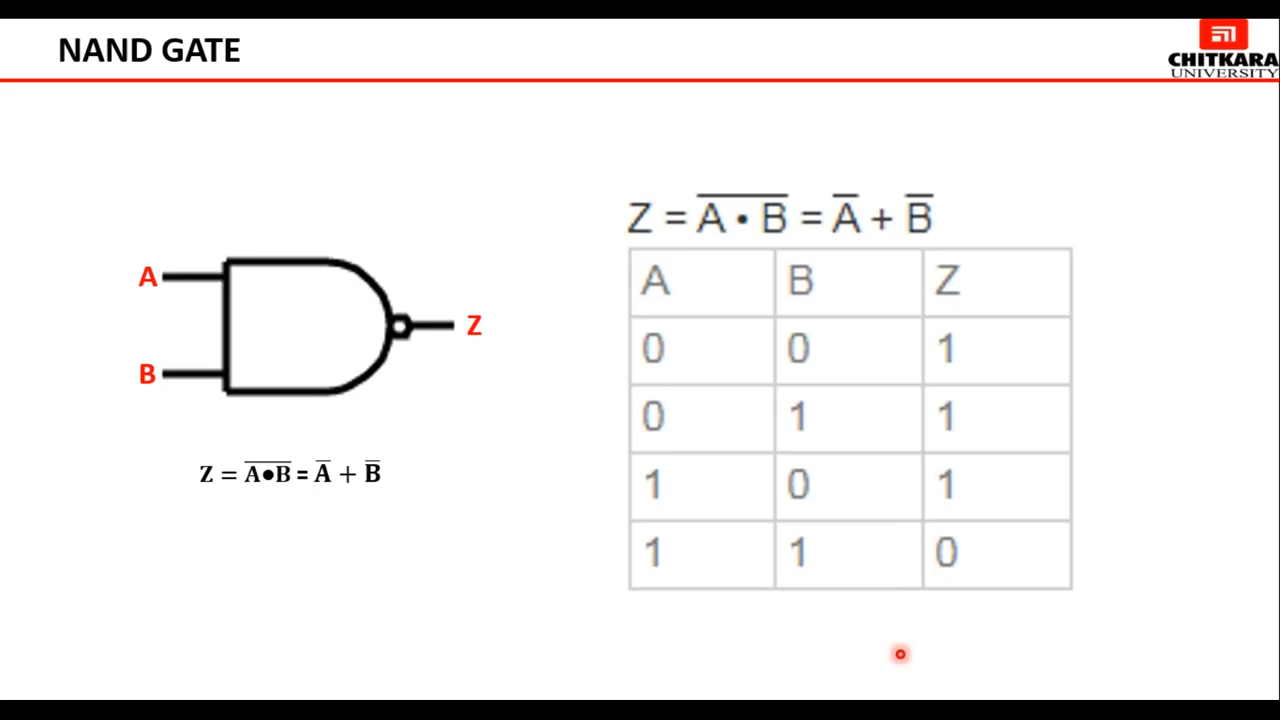 NAND GATE
CHITKARA
UNIVERSITY
A
B
Z
Z = A̅•̅B̅ = A̅ + B̅
Z = A̅ ̅•̅ ̅B̅ = A̅ + B̅
A B Z
0 0 1
0 1 1
1 0 1
1 1 0